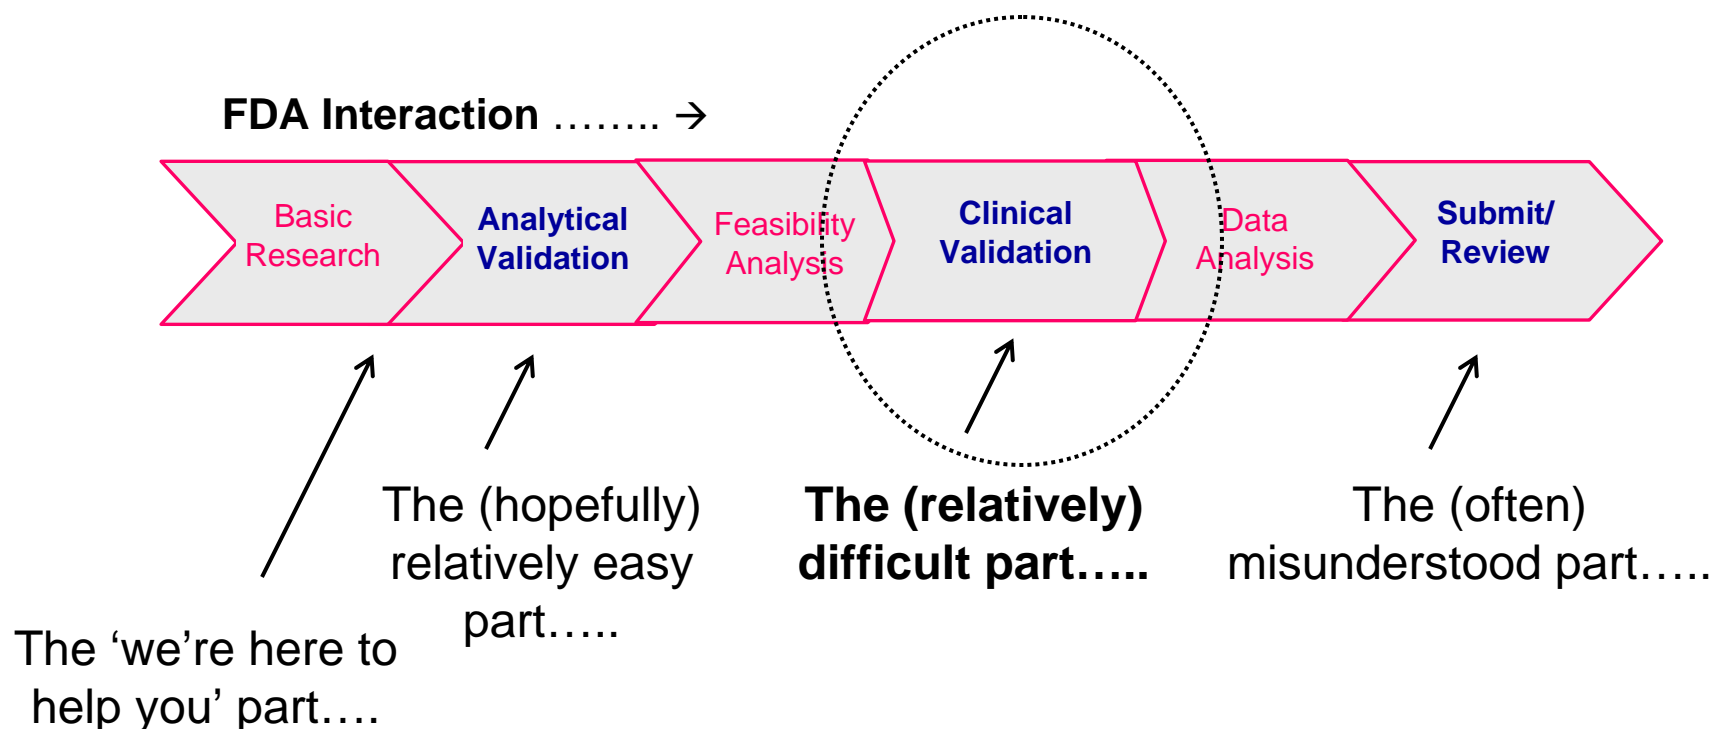 FDA Interaction …….. →
Basic
Research
Analytical
Validation
Feasibility
Analysis
Clinical
Validation
Data
Analysis
Submit/
Review
The (hopefully)
relatively easy
part…..
The (relatively)
difficult part…..
The (often)
misunderstood part…..
The ‘we’re here to
help you’ part….